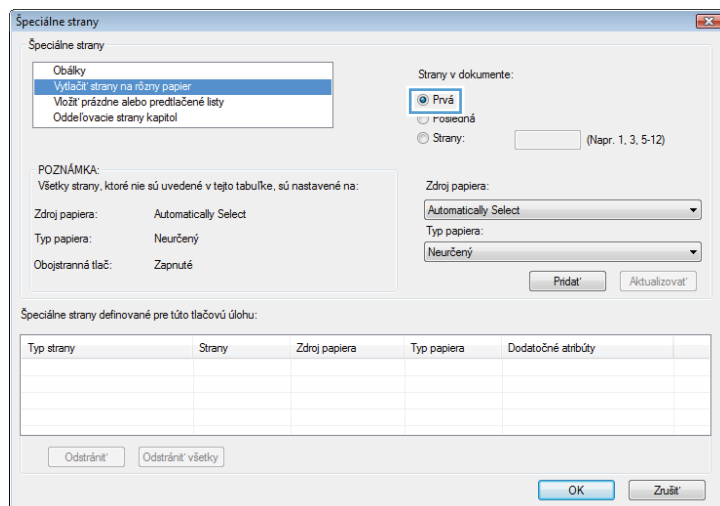 Špeciálne strany
Špeciálne strany
Obálky
Vytlačiť strany na rôzny papier
Vložiť prázdne alebo predtlačené listy
Oddeľovacie strany kapitol
Strany v dokumente:
Prvá
Posledná
Strany: (Napr. 1, 3, 5-12)
POZNÁMKA:
Všetky strany, ktoré nie sú uvedené v tejto tabuľke, sú nastavené na:
Zdroj papiera: Automatically Select
Typ papiera: Neurčený
Obojstranná tlač: Zapnuté
Zdroj papiera:
Automatically Select
Typ papiera:
Neurčený
Pridať Aktualizovať
Špeciálne strany definované pre túto tlačovú úlohu:
Typ strany Strany Zdroj papiera Typ papiera Dodatočné atribúty
Odstrániť Odstrániť všetky
OK Zrušiť